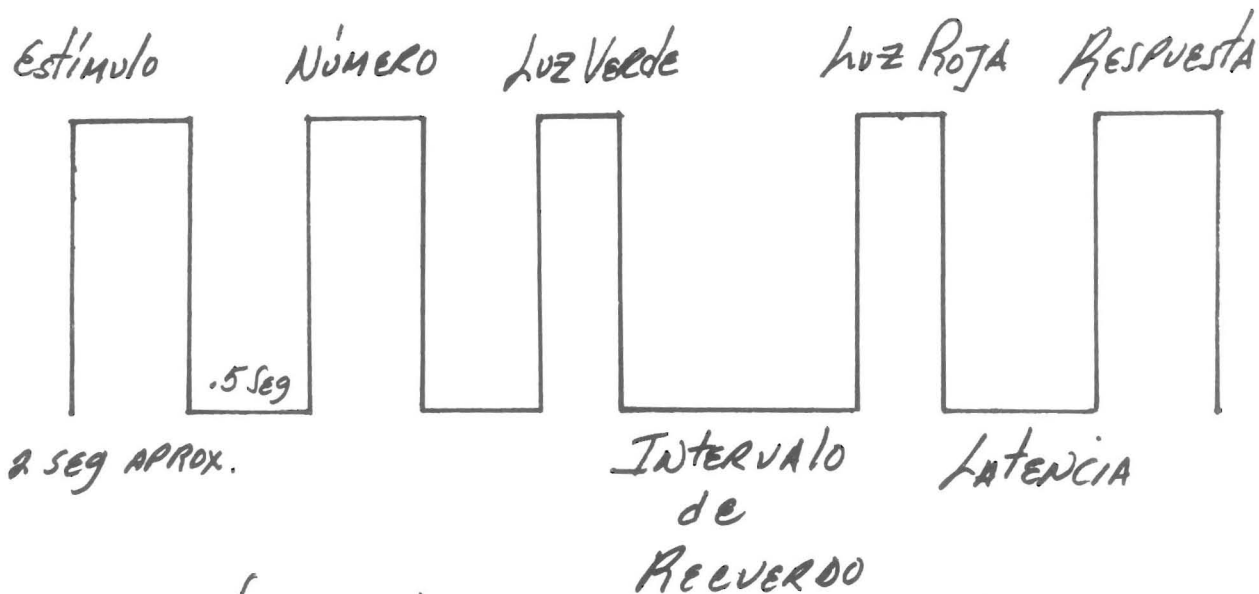 Estímulo Número Luz Verde Luz Roja Respuesta
.5 Seg
2 seg aprox.
Intervalo Latencia
de
Recuerdo